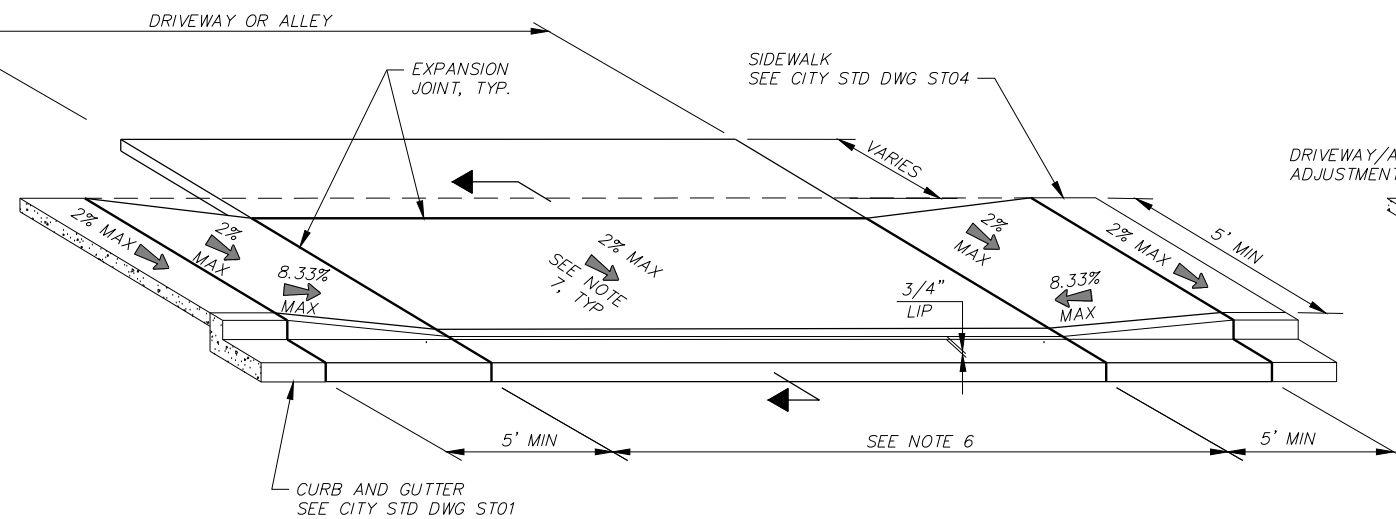 DRIVEWAY OR ALLEY
EXPANSION
JOINT, TYP.
SIDEWALK
SEE CITY STD DWG ST04
VARIES
DRIVEWAY/A
ADJUSTMENT
2% MAX
2%
MAX
8.33%
MAX
2% MAX
SEE NOTE
7, TYP
3/4"
LIP
2%
MAX
8.33%
MAX
2% MAX
5' MIN
5' MIN
SEE NOTE 6
5' MIN
CURB AND GUTTER
SEE CITY STD DWG ST01